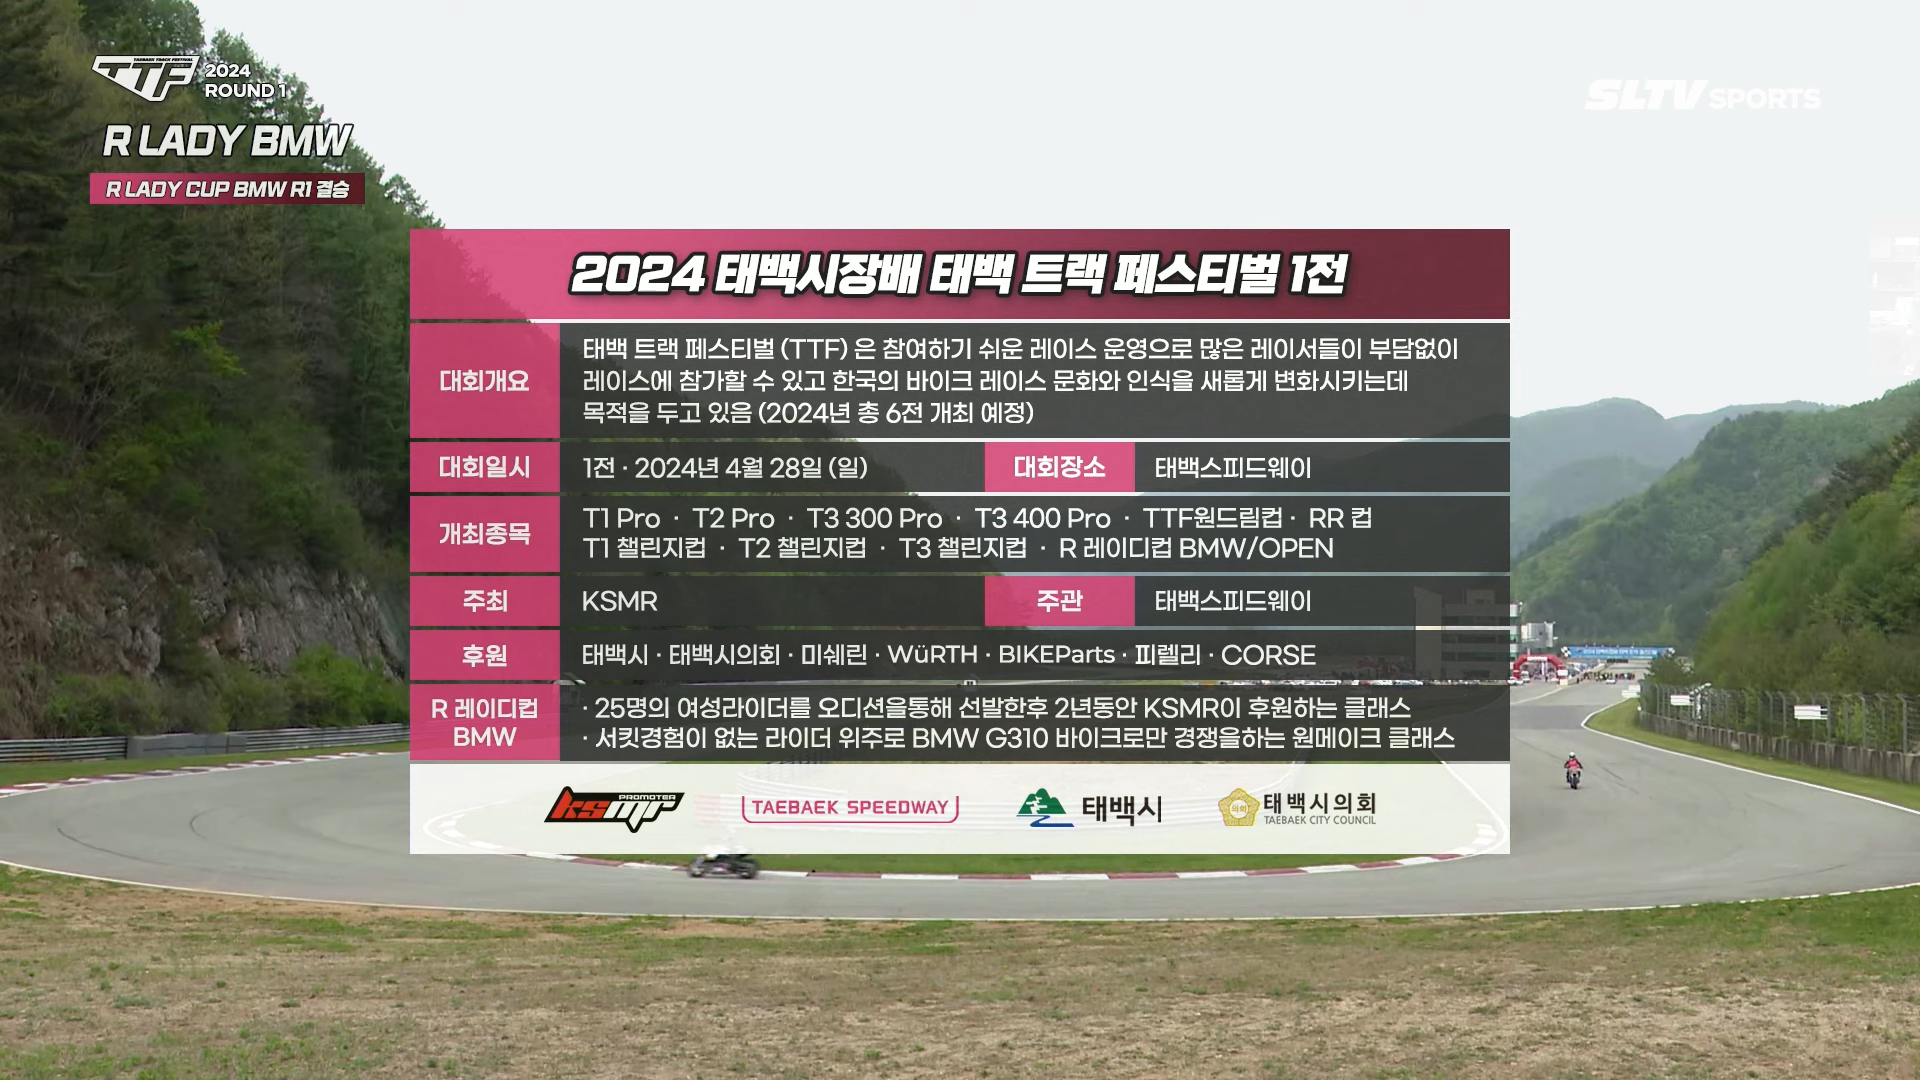 TAEBAEK TRACK FESTIVAL
TTF 2024
ROUND 1
R LADY BMW
R LADY CUP BMW R1 결승
SLTV SPORTS
2024 태백시장배 태백 트랙 페스티벌 1전
대회개요
태백 트랙 페스티벌 (TTF) 은 참여하기 쉬운 레이스 운영으로 많은 레이서들이 부담없이
레이스에 참가할 수 있고 한국의 바이크 레이스 문화와 인식을 새롭게 변화시키는데
목적을 두고 있음 (2024년 총 6전 개최 예정)
대회일시
1전 · 2024년 4월 28일 (일)
대회장소
태백스피드웨이
개최종목
T1 Pro · T2 Pro · T3 300 Pro · T3 400 Pro · TTF원드림컵 · RR 컵
T1 챌린지컵 · T2 챌린지컵 · T3 챌린지컵 · R 레이디컵 BMW/OPEN
주최
KSMR
주관
태백스피드웨이
후원
태백시 · 태백시의회 · 미쉐린 · WüRTH · BIKEParts · 피렐리 · CORSE
R 레이디컵
BMW
· 25명의 여성라이더를 오디션을통해 선발한후 2년동안 KSMR이 후원하는 클래스
· 서킷경험이 없는 라이더 위주로 BMW G310 바이크로만 경쟁을하는 원메이크 클래스
PROMOTER
ksmr
TAEBAEK SPEEDWAY
태백시
의회
태백시의회
TAEBAEK CITY COUNCIL